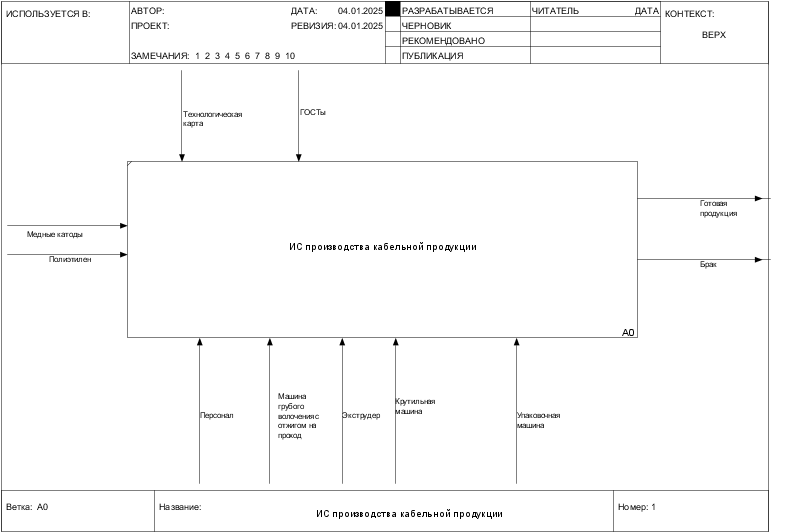 ИСПОЛЬЗУЕТСЯ В:
АВТОР:
ДАТА: 04.01.2025
ПРОЕКТ:
РЕВИЗИЯ: 04.01.2025
ЗАМЕЧАНИЯ: 1 2 3 4 5 6 7 8 9 10
РАЗРАБАТЫВАЕТСЯ
ЧЕРНОВИК
РЕКОМЕНДОВАНО
ПУБЛИКАЦИЯ
ЧИТАТЕЛЬ
ДАТА
КОНТЕКСТ:
ВЕРХ
Технологическая
карта
ГОСТы
Медные катоды
Полиэтилен
ИС производства кабельной продукции
Готовая
продукция
Брак
A0
Персонал
Машина
грубого
волочения с
отжигом на
проход
Экструдер
Крутильная
машина
Упаковочная
машина
Ветка: A0
Название:
ИС производства кабельной продукции
Номер: 1